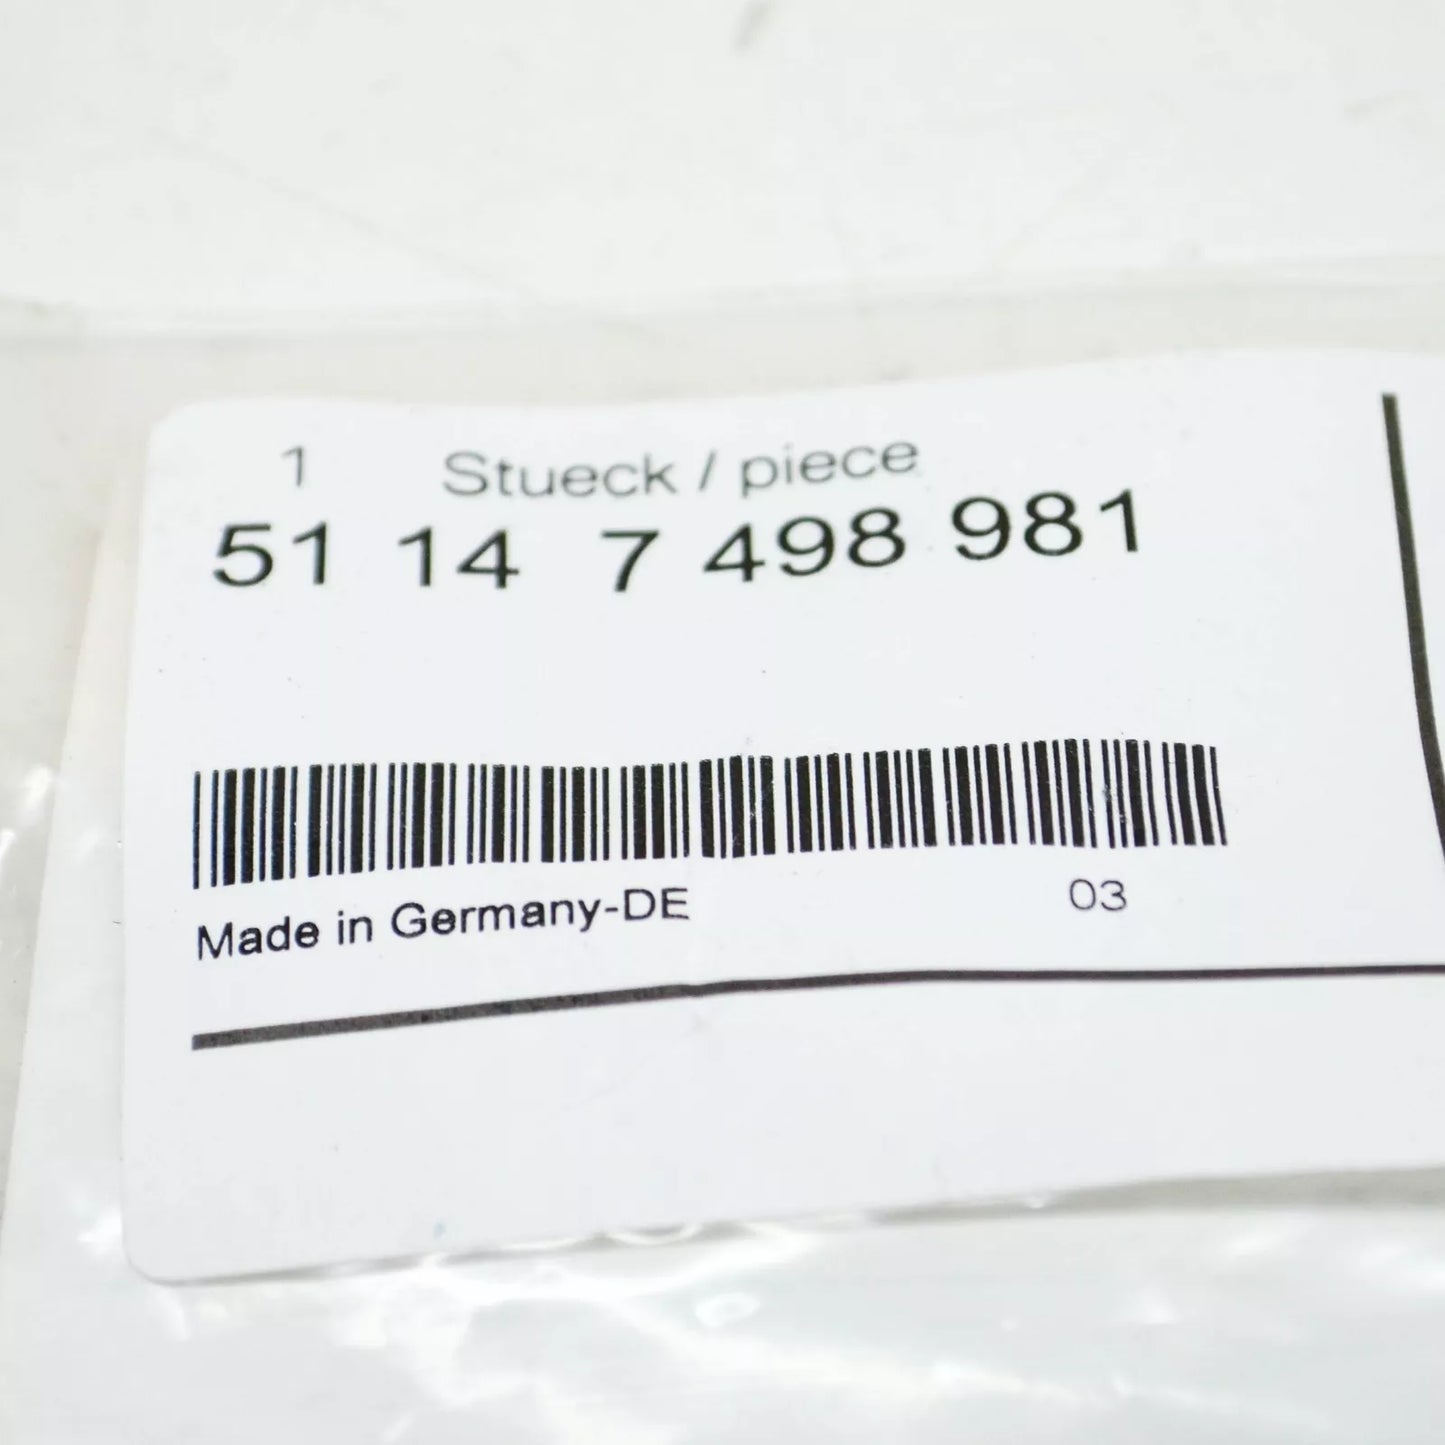 1 Stueck / piece
51 14 7 498 981
Made in Germany-DE 03